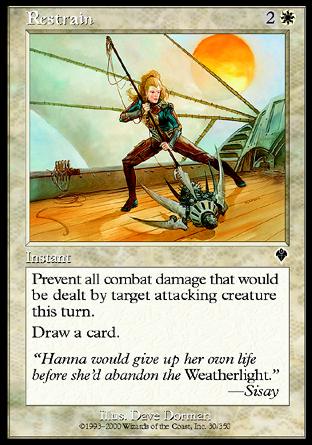 Restrain 2
Instant
Prevent all combat damage that would
be dealt by target attacking creature
this turn.
Draw a card.
“Hanna would give up her own life
before she’d abandon the Weatherlight.”
—Sisay
Illus. Dave Dorman
©1993–2000 Wizards of the Coast, Inc. 30/350